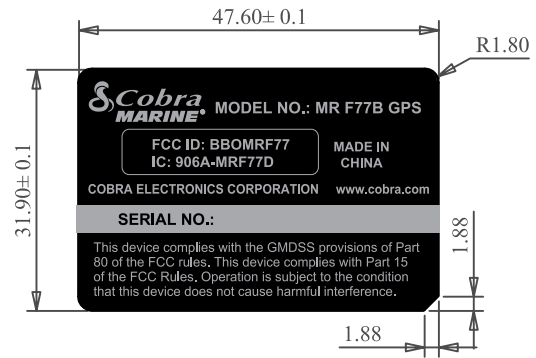 47.60± 0.1
R1.80
Cobra
MARINE®
MODEL NO.: MR F77B GPS
FCC ID: BBOMRF77
IC: 906A-MRF77D
MADE IN
CHINA
COBRA ELECTRONICS CORPORATION www.cobra.com
SERIAL NO.:
This device complies with the GMDSS provisions of Part
80 of the FCC rules. This device complies with Part 15
of the FCC Rules. Operation is subject to the condition
that this device does not cause harmful interference.
31.90± 0.1
1.88
1.88